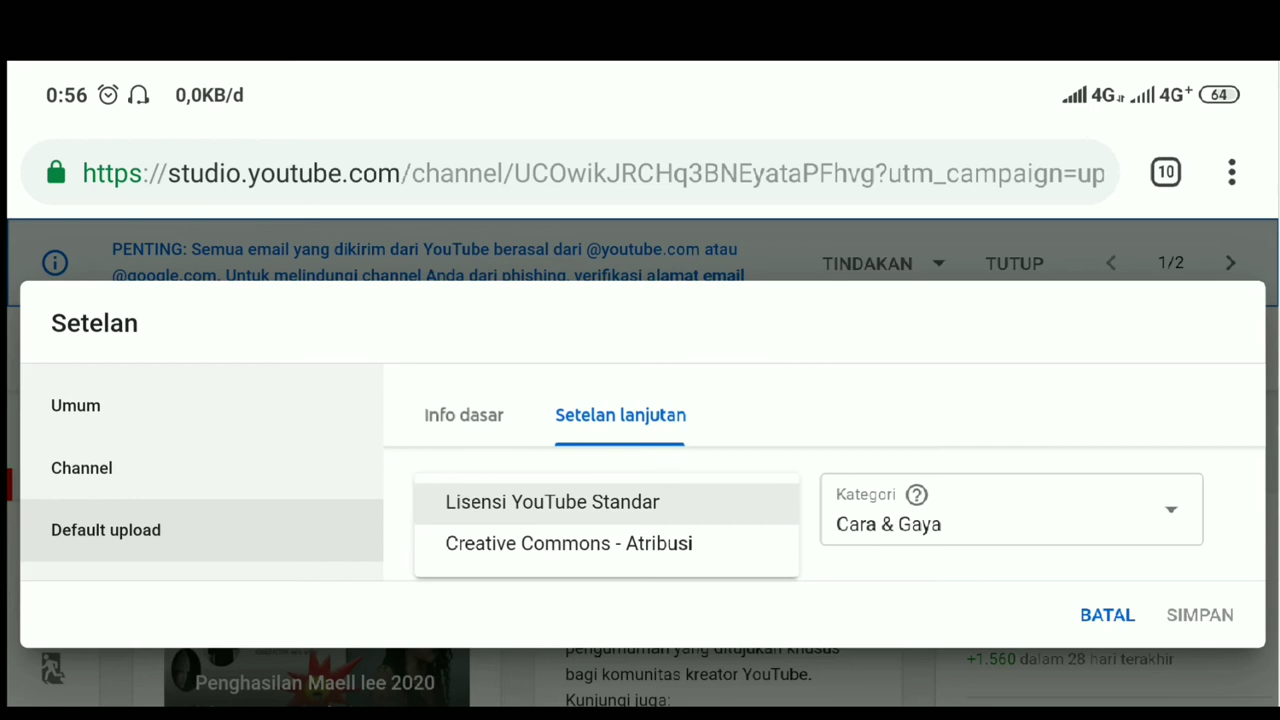 0:56 0,0KB/d 4G 4G+ 64
https://studio.youtube.com/channel/UCOwikJRCHq3BNEyataPFhvg?utm_campaign=up
10
PENTING: Semua email yang dikirim dari YouTube berasal dari @youtube.com atau
@google.com. Untuk melindungi channel Anda dari phishing, verifikasi alamat email
TINDAKAN TUTUP 1/2
Setelan
Umum
Channel
Default upload
Info dasar Setelan lanjutan
Lisensi YouTube Standar
Creative Commons - Atribusi
Kategori ?
Cara & Gaya
BATAL SIMPAN
Penghasilan Maell lee 2020
pengumuman yang ditujukan khusus
bagi komunitas kreator YouTube.
Kunjungi juga:
+1.560 dalam 28 hari terakhir